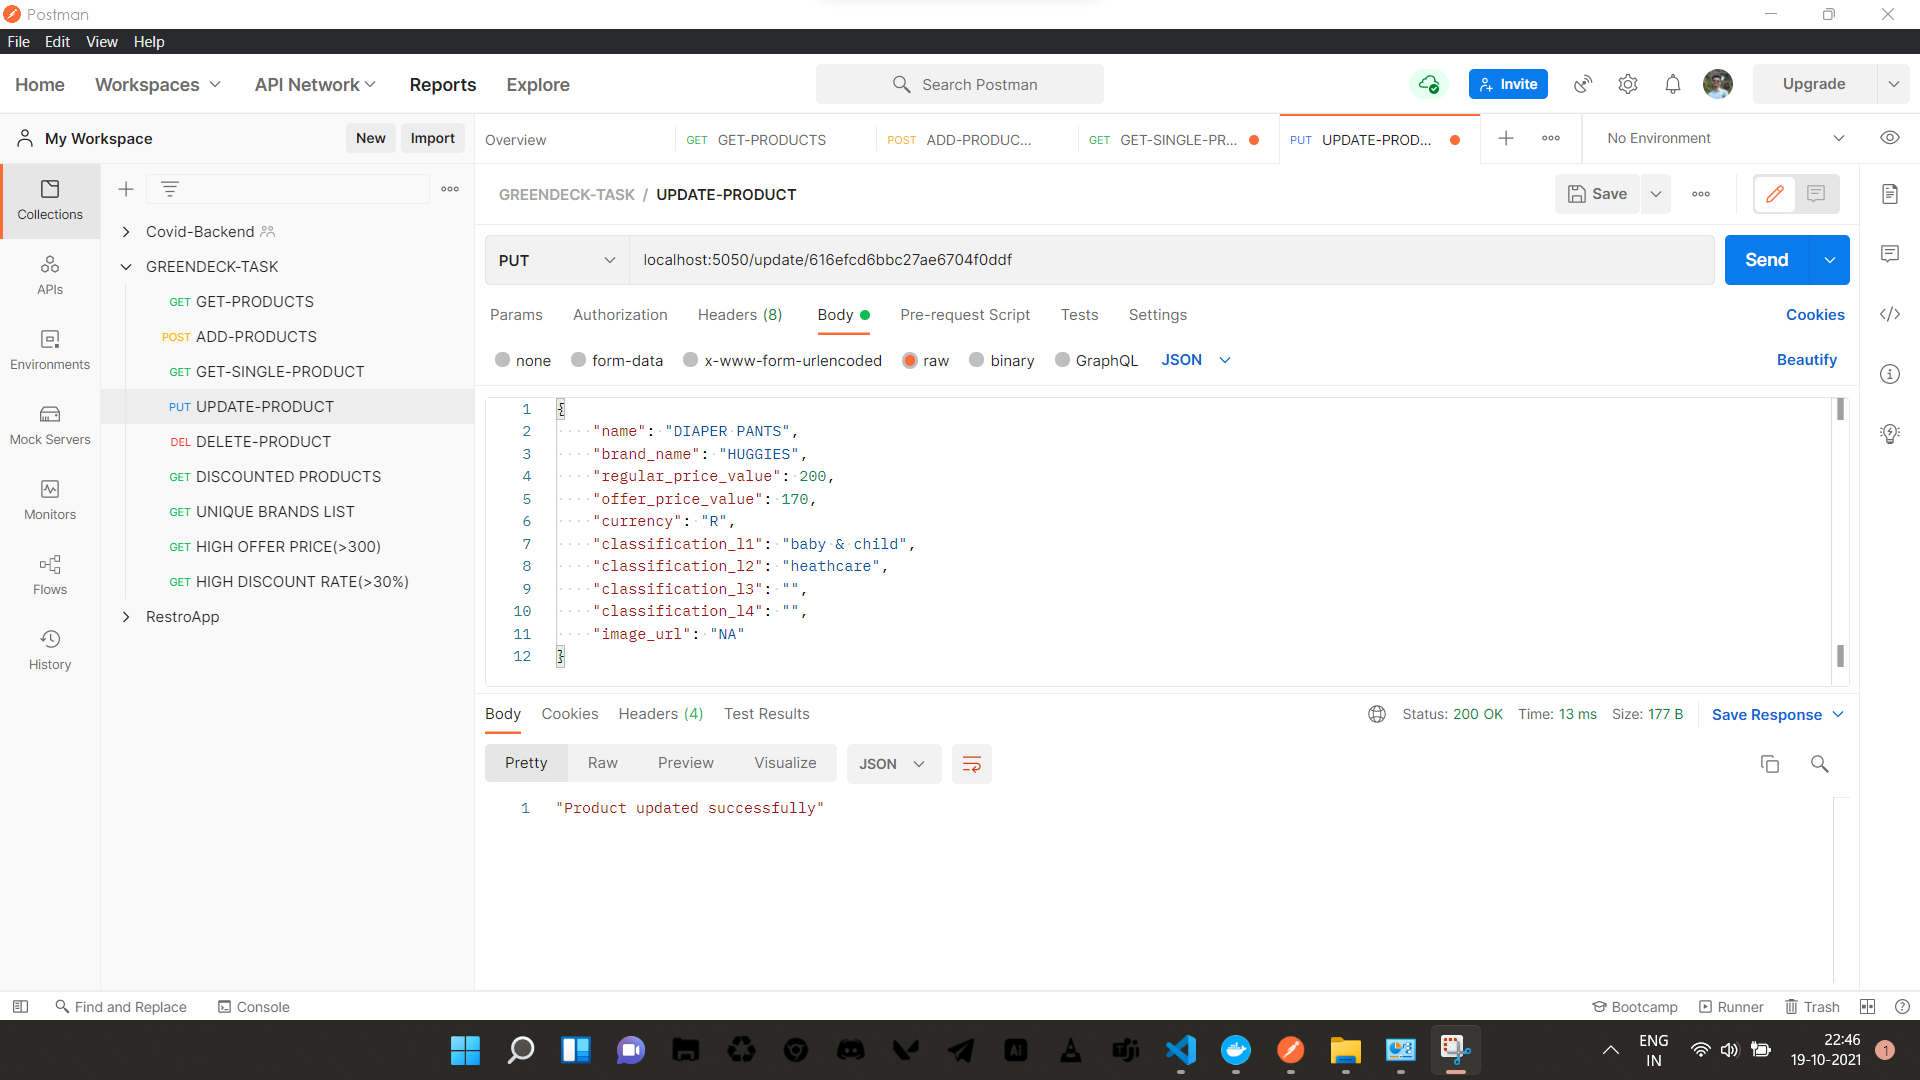 Postman
File Edit View Help
Home Workspaces API Network Reports Explore Search Postman Invite Upgrade
My Workspace New Import
Overview GET GET-PRODUCTS POST ADD-PRODUC... GET GET-SINGLE-PR... PUT UPDATE-PROD... No Environment
Collections
APIs
Environments
Mock Servers
Monitors
Flows
History
Covid-Backend
GREENDECK-TASK
GET GET-PRODUCTS
POST ADD-PRODUCTS
GET GET-SINGLE-PRODUCT
PUT UPDATE-PRODUCT
DEL DELETE-PRODUCT
GET DISCOUNTED PRODUCTS
GET UNIQUE BRANDS LIST
GET HIGH OFFER PRICE(>300)
GET HIGH DISCOUNT RATE(>30%)
RestroApp
GREENDECK-TASK / UPDATE-PRODUCT Save
PUT localhost:5050/update/616efcd6bbc27ae6704f0ddf Send
Params Authorization Headers (8) Body Pre-request Script Tests Settings Cookies
none form-data x-www-form-urlencoded raw binary GraphQL JSON Beautify
1 {
2 "name": "DIAPER PANTS",
3 "brand_name": "HUGGIES",
4 "regular_price_value": 200,
5 "offer_price_value": 170,
6 "currency": "R",
7 "classification_l1": "baby & child",
8 "classification_l2": "heathcare",
9 "classification_l3": "",
10 "classification_l4": "",
11 "image_url": "NA"
12 }
Body Cookies Headers (4) Test Results Status: 200 OK Time: 13 ms Size: 177 B Save Response
Pretty Raw Preview Visualize JSON
1 "Product updated successfully"
Find and Replace Console Bootcamp Runner Trash
Ai
ENG
IN
22:46
19-10-2021
1